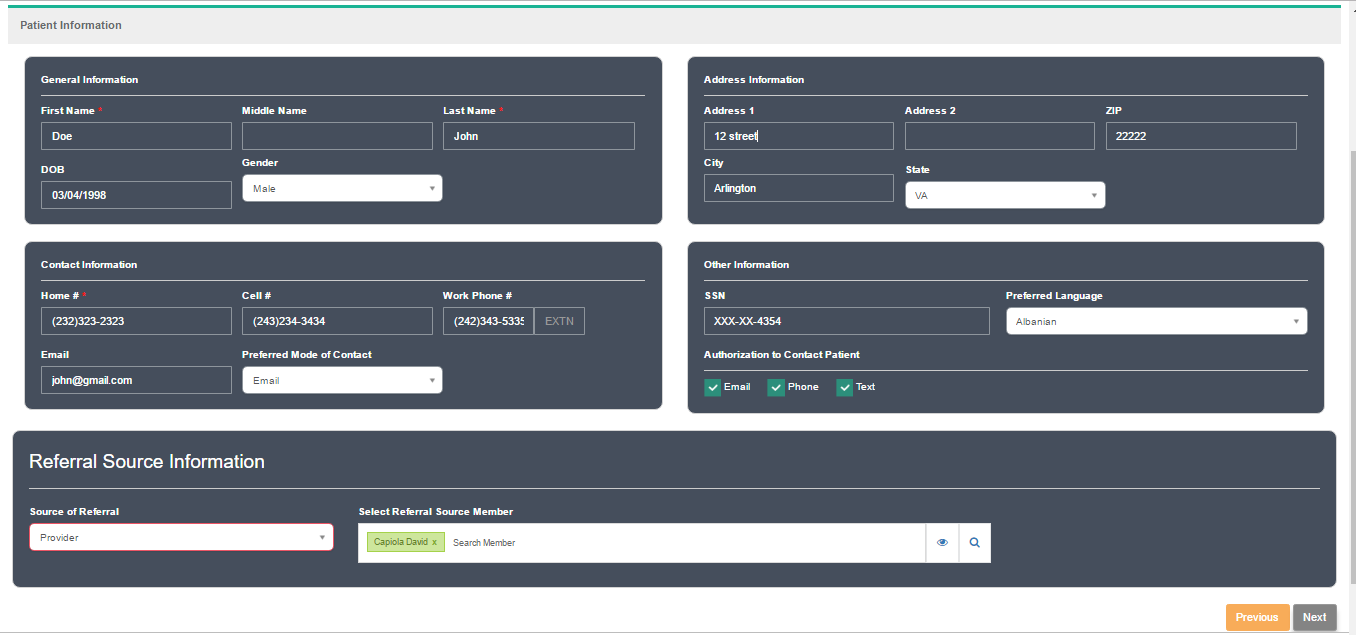 Patient Information
General Information
First Name * Middle Name Last Name *
Doe John
DOB Gender
03/04/1998 Male
Address Information
Address 1 Address 2 ZIP
12 street 22222
City State
Arlington VA
Contact Information
Home # * Cell # Work Phone #
(232)323-2323 (243)234-3434 (242)343-5335 EXTN
Email Preferred Mode of Contact
john@gmail.com Email
Other Information
SSN Preferred Language
XXX-XX-4354 Albanian
Authorization to Contact Patient
Email Phone Text
Referral Source Information
Source of Referral Select Referral Source Member
Provider Capiola David x Search Member
Previous Next